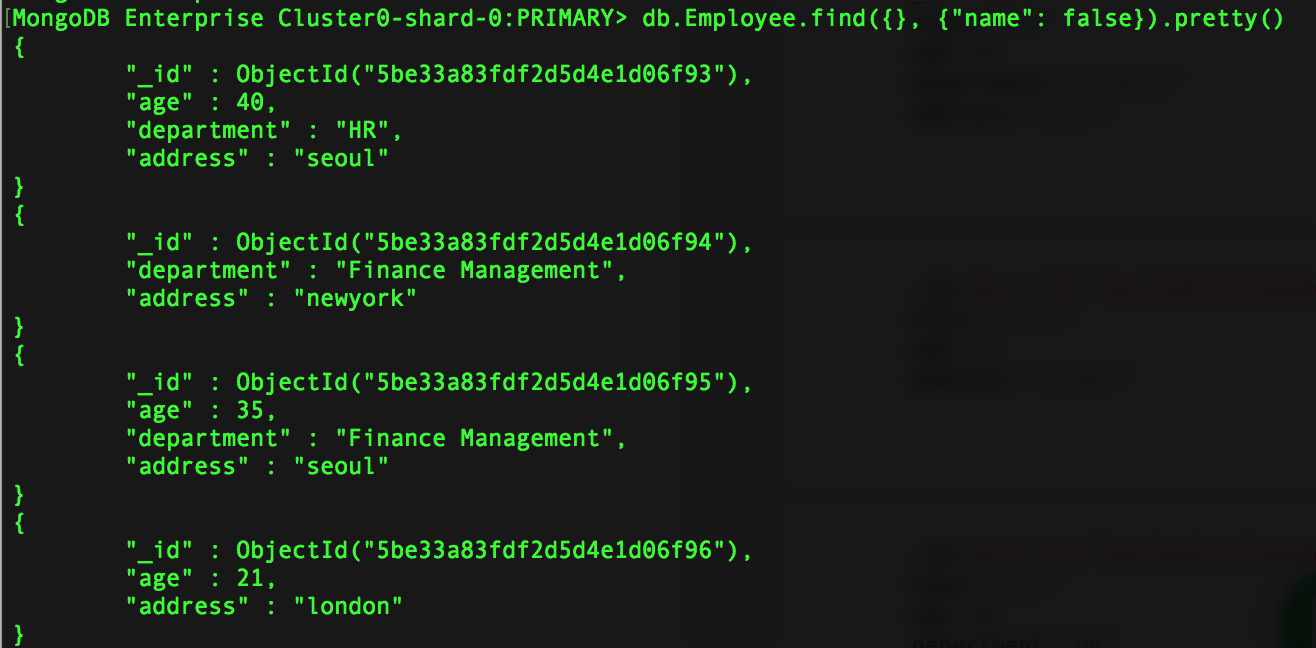 [MongoDB Enterprise Cluster0-shard-0:PRIMARY> db.Employee.find({}, {"name": false}).pretty()
{
"_id" : ObjectId("5be33a83fdf2d5d4e1d06f93"),
"age" : 40,
"department" : "HR",
"address" : "seoul"
}
{
"_id" : ObjectId("5be33a83fdf2d5d4e1d06f94"),
"department" : "Finance Management",
"address" : "newyork"
}
{
"_id" : ObjectId("5be33a83fdf2d5d4e1d06f95"),
"age" : 35,
"department" : "Finance Management",
"address" : "seoul"
}
{
"_id" : ObjectId("5be33a83fdf2d5d4e1d06f96"),
"age" : 21,
"address" : "london"
}